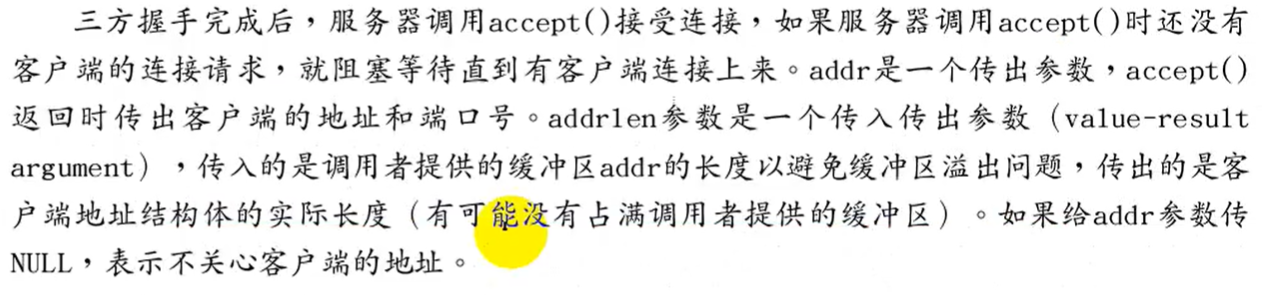 三方握手完成后，服务器调用accept()接受连接，如果服务器调用accept()时还没有
客户端的连接请求，就阻塞等待直到有客户端连接上来。addr是一个传出参数，accept()
返回时传出客户端的地址和端口号。addrlen参数是一个传入传出参数（value-result
argument），传入的是调用者提供的缓冲区addr的长度以避免缓冲区溢出问题，传出的是客
户端地址结构体的实际长度（有可能没有占满调用者提供的缓冲区）。如果给addr参数传
NULL，表示不关心客户端的地址。